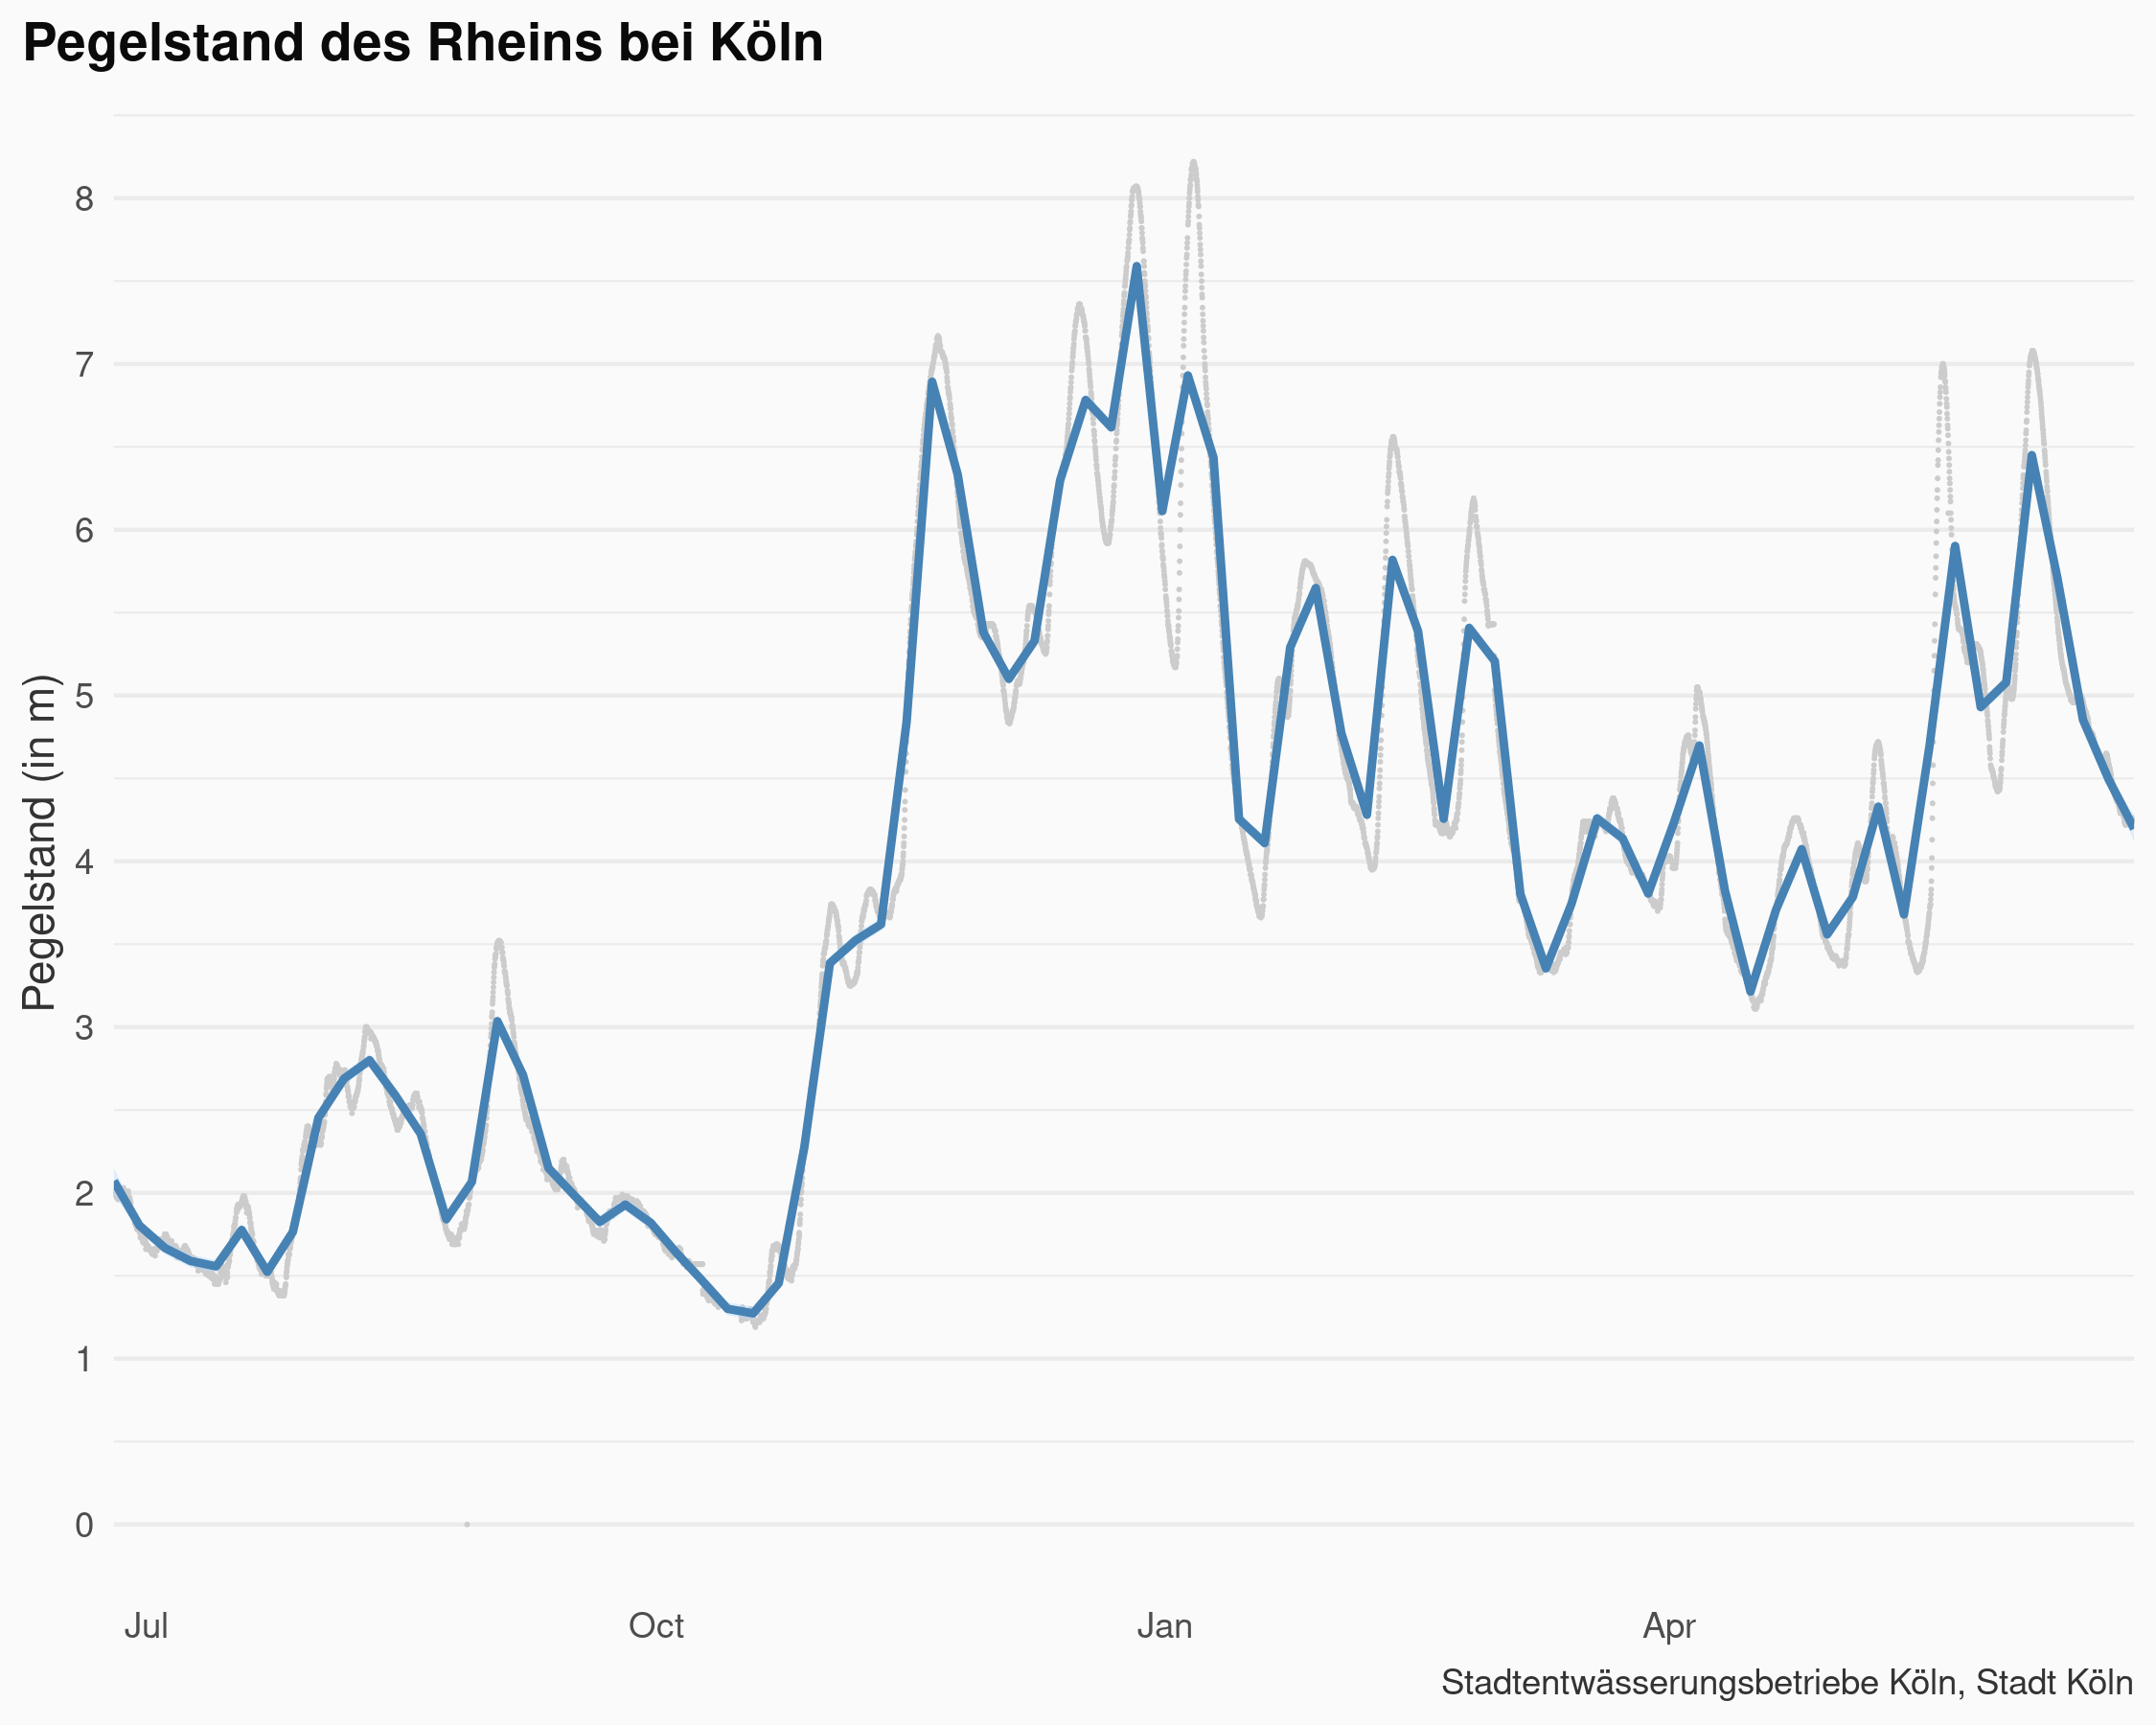 Pegelstand des Rheins bei Köln
Pegelstand (in m)
8
7
6
5
4
3
2
1
0
Jul Oct Jan Apr
Stadtentwässerungsbetriebe Köln, Stadt Köln